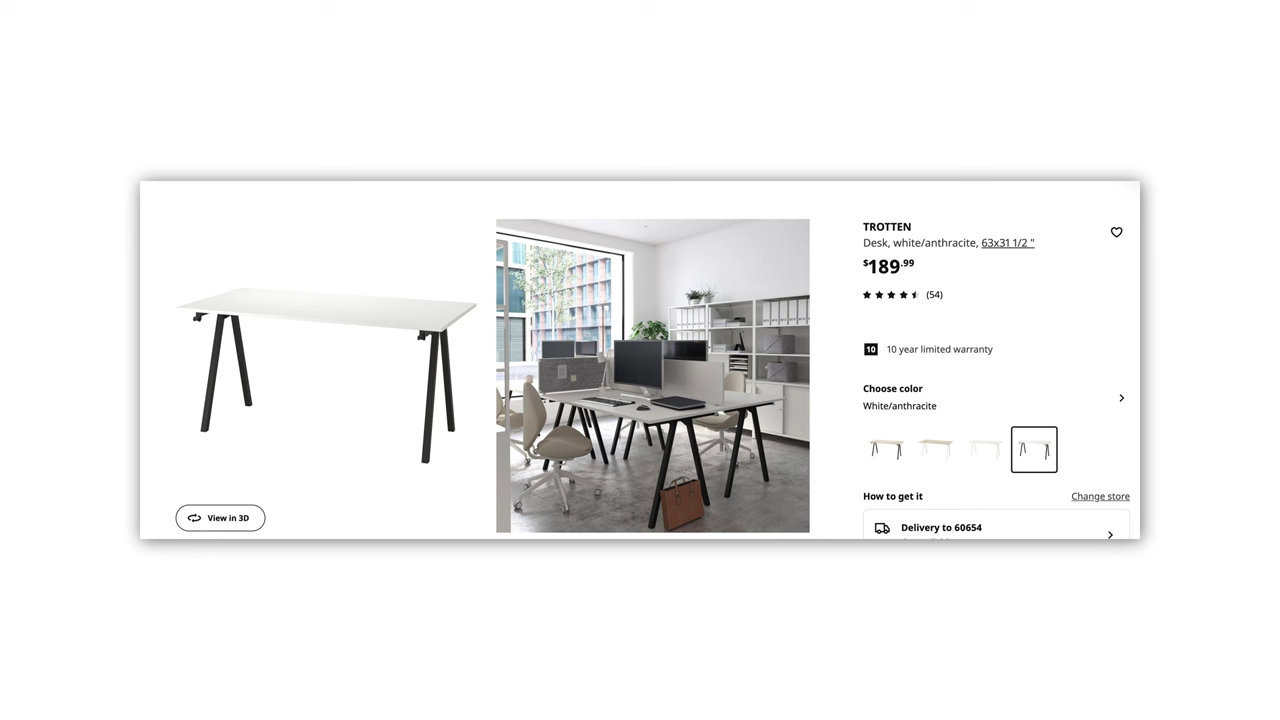 TROTTEN
Desk, white/anthracite, 63x31 1/2 "
$189.99
(54)
10 10 year limited warranty
Choose color
White/anthracite
How to get it Change store
Delivery to 60654
View in 3D